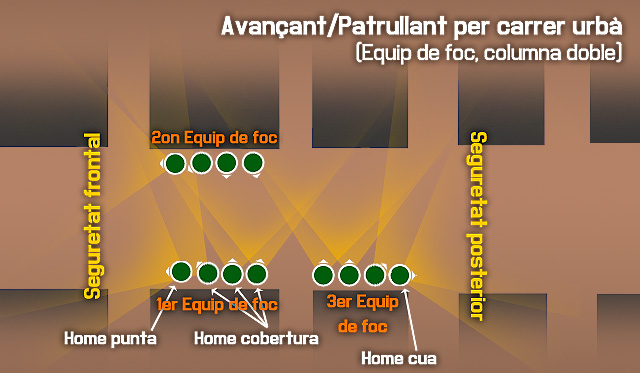 Avançant/Patrullant per carrer urbà
(Equip de foc, columna doble)
2on Equip de foc
Seguretat frontal
Seguretat posterior
1er Equip de foc
3er Equip
de foc
Home punta
Home cobertura
Home cua